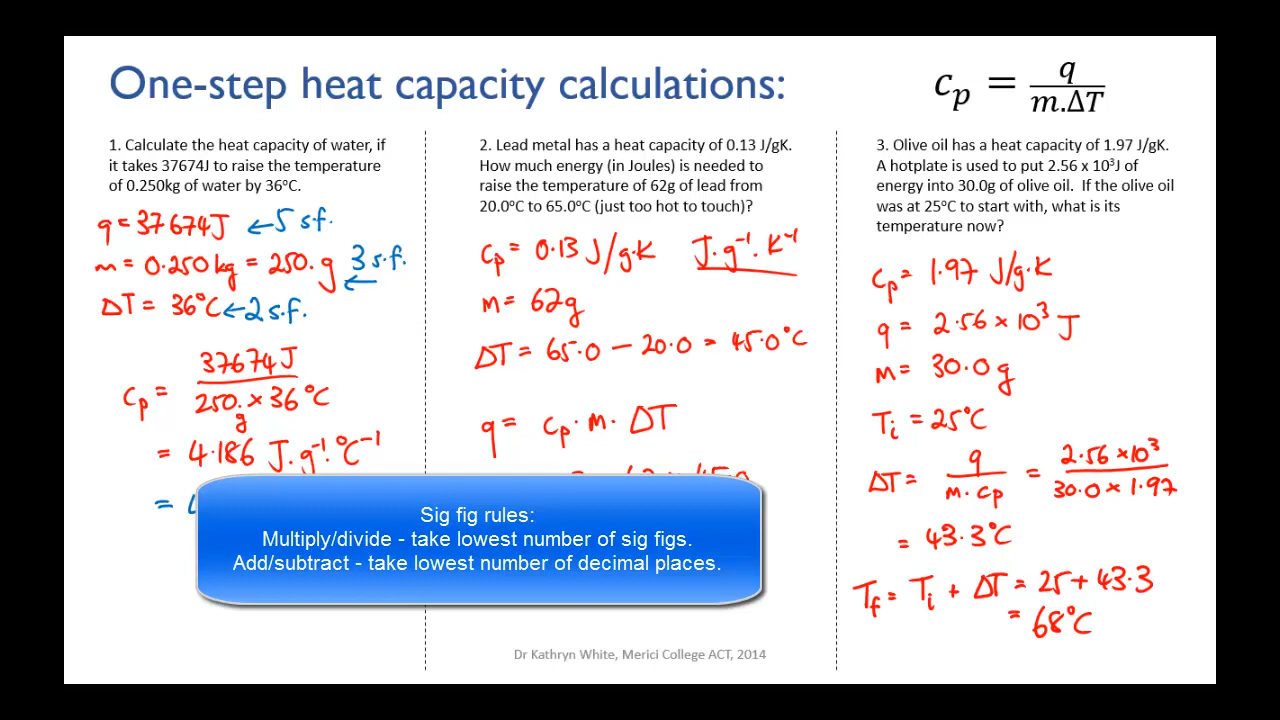 One-step heat capacity calculations:
cₚ = q / m.ΔT
1. Calculate the heat capacity of water, if
it takes 37674J to raise the temperature
of 0.250kg of water by 36°C.
q = 37674J ← 5 s.f.
m = 0.250 kg = 250. g 3 s.f. ←
ΔT = 36°C ← 2 s.f.
cₚ = 37674 J / 250. g × 36°C
= 4.186 J.g⁻¹ °C⁻¹
=
2. Lead metal has a heat capacity of 0.13 J/gK.
How much energy (in Joules) is needed to
raise the temperature of 62g of lead from
20.0°C to 65.0°C (just too hot to touch)?
cₚ = 0.13 J/g.K J.g⁻¹.K⁻¹
m = 62g
ΔT = 65.0 − 20.0 = 45.0°C
q = cₚ . m . ΔT
3. Olive oil has a heat capacity of 1.97 J/gK.
A hotplate is used to put 2.56 x 10³J of
energy into 30.0g of olive oil. If the olive oil
was at 25°C to start with, what is its
temperature now?
cₚ = 1.97 J/g.K
q = 2.56 × 10³ J
m = 30.0 g
Tᵢ = 25°C
ΔT = q / m . cₚ = 2.56 × 10³ / 30.0 × 1.97
= 43.3°C
T_f = Tᵢ + ΔT = 25 + 43.3
= 68°C
Sig fig rules:
Multiply/divide - take lowest number of sig figs.
Add/subtract - take lowest number of decimal places.
Dr Kathryn White, Merici College ACT, 2014